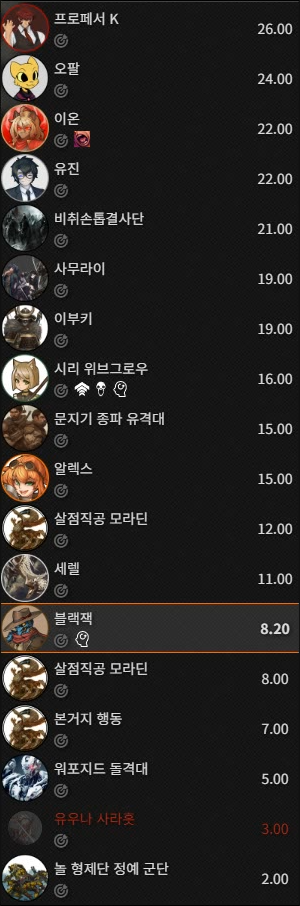 프로페서 K
26.00
오팔
24.00
이온
22.00
유진
22.00
비취손톱결사단
21.00
사무라이
19.00
이부키
19.00
시리 위브그로우
16.00
문지기 종파 유격대
15.00
알렉스
15.00
살점직공 모라딘
12.00
세렐
11.00
블랙잭
8.20
살점직공 모라딘
8.00
본거지 행동
7.00
워포지드 돌격대
5.00
유우나 사라홋
3.00
놀 형제단 정예 군단
2.00